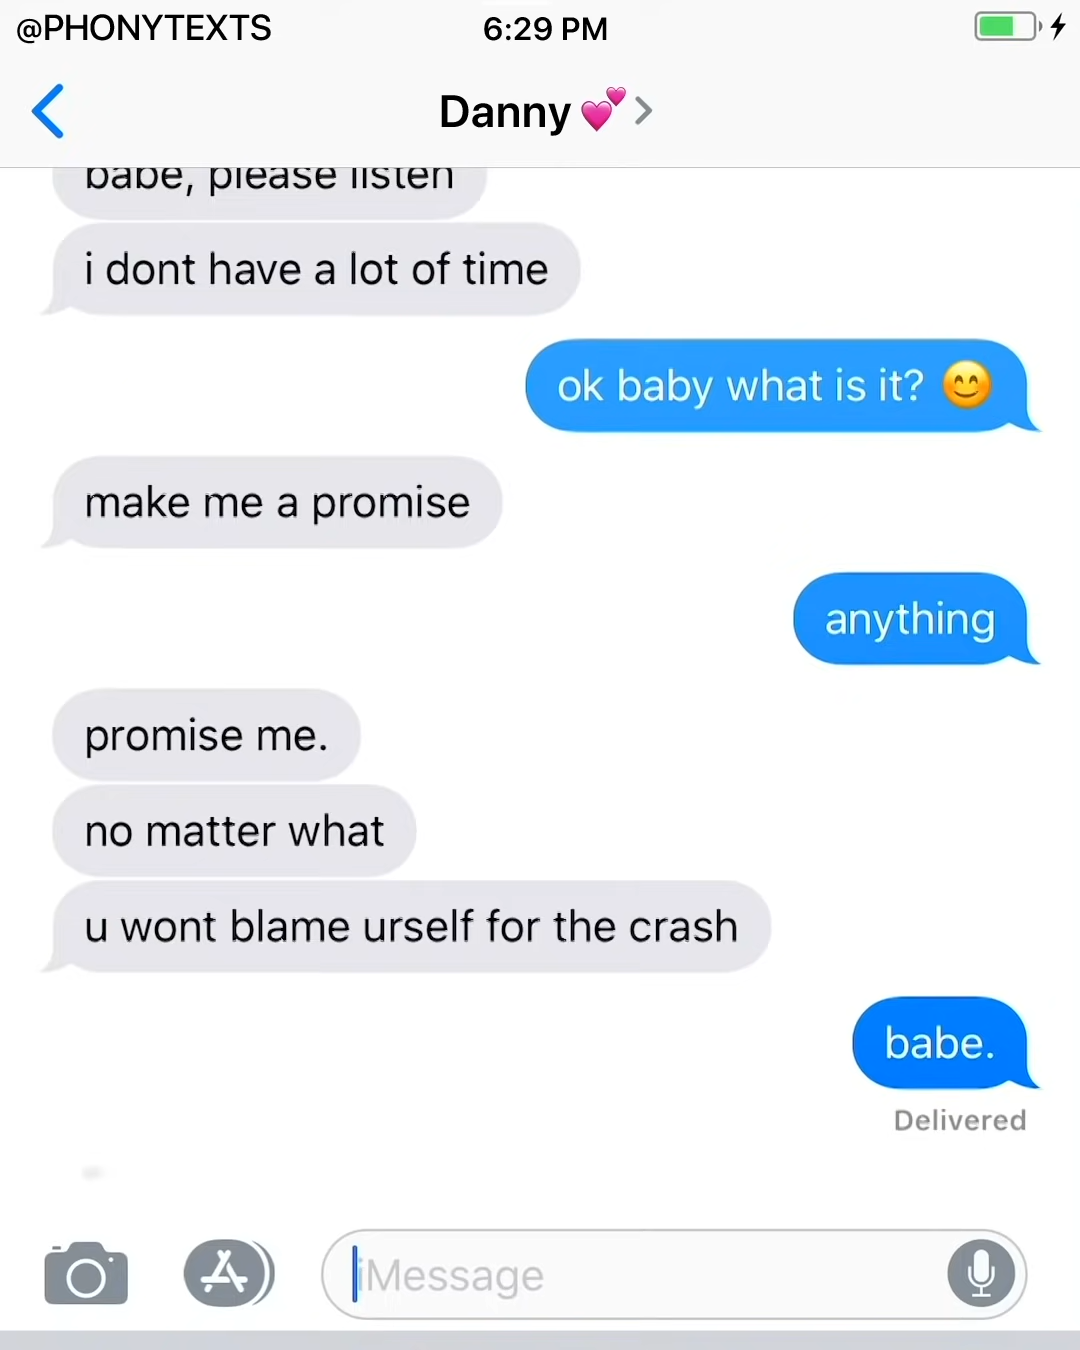 @PHONYTEXTS
6:29 PM
Danny 💕
babe, please listen
i dont have a lot of time
ok baby what is it? 😊
make me a promise
anything
promise me.
no matter what
u wont blame urself for the crash
babe.
Delivered
iMessage